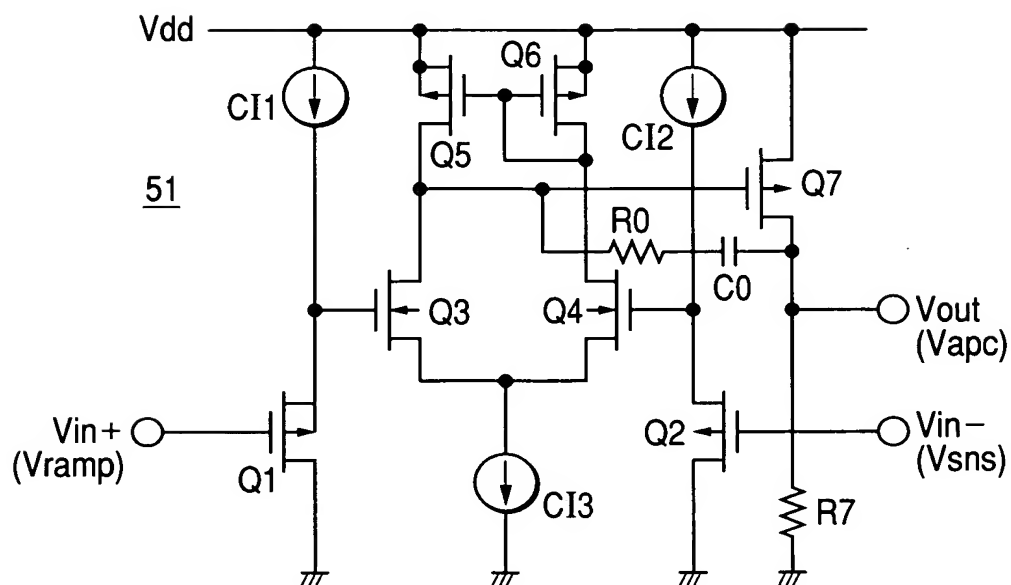 Vdd
Q6
CI1
Q5
CI2
Q7
51
R0
C0
Q3
Q4
Vout
(Vapc)
Vin+
(Vramp)
Q1
Q2
Vin−
(Vsns)
CI3
R7